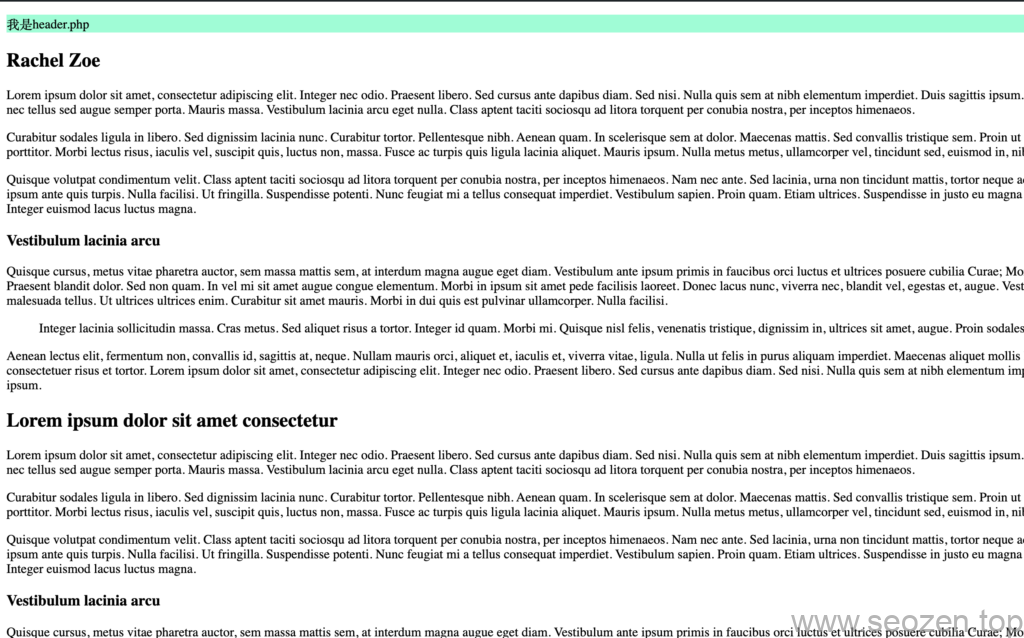 我是header.php
Rachel Zoe
Lorem ipsum dolor sit amet, consectetur adipiscing elit. Integer nec odio. Praesent libero. Sed cursus ante dapibus diam. Sed nisi. Nulla quis sem at nibh elementum imperdiet. Duis sagittis ipsum.
nec tellus sed augue semper porta. Mauris massa. Vestibulum lacinia arcu eget nulla. Class aptent taciti sociosqu ad litora torquent per conubia nostra, per inceptos himenaeos.
Curabitur sodales ligula in libero. Sed dignissim lacinia nunc. Curabitur tortor. Pellentesque nibh. Aenean quam. In scelerisque sem at dolor. Maecenas mattis. Sed convallis tristique sem. Proin ut
porttitor. Morbi lectus risus, iaculis vel, suscipit quis, luctus non, massa. Fusce ac turpis quis ligula lacinia aliquet. Mauris ipsum. Nulla metus metus, ullamcorper vel, tincidunt sed, euismod in,
Quisque volutpat condimentum velit. Class aptent taciti sociosqu ad litora torquent per conubia nostra, per inceptos himenaeos. Nam nec ante. Sed lacinia, urna non tincidunt mattis, tortor neque
ipsum ante quis turpis. Nulla facilisi. Ut fringilla. Suspendisse potenti. Nunc feugiat mi a tellus consequat imperdiet. Vestibulum sapien. Proin quam. Etiam ultrices. Suspendisse in justo eu magna
Integer euismod lacus luctus magna.
Vestibulum lacinia arcu
Quisque cursus, metus vitae pharetra auctor, sem massa mattis sem, at interdum magna augue eget diam. Vestibulum ante ipsum primis in faucibus orci luctus et ultrices posuere cubilia Curae;
Praesent blandit dolor. Sed non quam. In vel mi sit amet augue congue elementum. Morbi in ipsum sit amet pede facilisis laoreet. Donec lacus nunc, viverra nec, blandit vel, egestas et, augue.
malesuada tellus. Ut ultrices ultrices enim. Curabitur sit amet mauris. Morbi in dui quis est pulvinar ullamcorper. Nulla facilisi.
Integer lacinia sollicitudin massa. Cras metus. Sed aliquet risus a tortor. Integer id quam. Morbi mi. Quisque nisl felis, venenatis tristique, dignissim in, ultrices sit amet, augue. Proin sodales
Aenean lectus elit, fermentum non, convallis id, sagittis at, neque. Nullam mauris orci, aliquet et, iaculis et, viverra vitae, ligula. Nulla ut felis in purus aliquam imperdiet. Maecenas aliquet mollis
consectetuer risus et tortor. Lorem ipsum dolor sit amet, consectetur adipiscing elit. Integer nec odio. Praesent libero. Sed cursus ante dapibus diam. Sed nisi. Nulla quis sem at nibh elementum
ipsum.
Lorem ipsum dolor sit amet consectetur
Lorem ipsum dolor sit amet, consectetur adipiscing elit. Integer nec odio. Praesent libero. Sed cursus ante dapibus diam. Sed nisi. Nulla quis sem at nibh elementum imperdiet. Duis sagittis ipsum.
nec tellus sed augue semper porta. Mauris massa. Vestibulum lacinia arcu eget nulla. Class aptent taciti sociosqu ad litora torquent per conubia nostra, per inceptos himenaeos.
Curabitur sodales ligula in libero. Sed dignissim lacinia nunc. Curabitur tortor. Pellentesque nibh. Aenean quam. In scelerisque sem at dolor. Maecenas mattis. Sed convallis tristique sem. Proin ut
porttitor. Morbi lectus risus, iaculis vel, suscipit quis, luctus non, massa. Fusce ac turpis quis ligula lacinia aliquet. Mauris ipsum. Nulla metus metus, ullamcorper vel, tincidunt sed, euismod in,
Quisque volutpat condimentum velit. Class aptent taciti sociosqu ad litora torquent per conubia nostra, per inceptos himenaeos. Nam nec ante. Sed lacinia, urna non tincidunt mattis, tortor neque
ipsum ante quis turpis. Nulla facilisi. Ut fringilla. Suspendisse potenti. Nunc feugiat mi a tellus consequat imperdiet. Vestibulum sapien. Proin quam. Etiam ultrices. Suspendisse in justo eu magna
Integer euismod lacus luctus magna.
Vestibulum lacinia arcu
Quisque cursus, metus vitae pharetra auctor, sem massa mattis sem, at interdum magna augue eget diam. Vestibulum ante ipsum primis in faucibus orci luctus et ultrices posuere cubilia Curae;
www.seozen.top